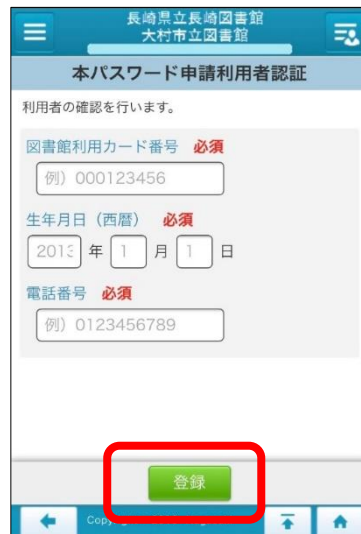 長崎県立長崎図書館
大村市立図書館
本パスワード申請利用者認証
利用者の確認を行います。
図書館利用カード番号 必須
例）000123456
生年月日（西暦） 必須
年 1 月 1 日
電話番号 必須
例）0123456789
登録